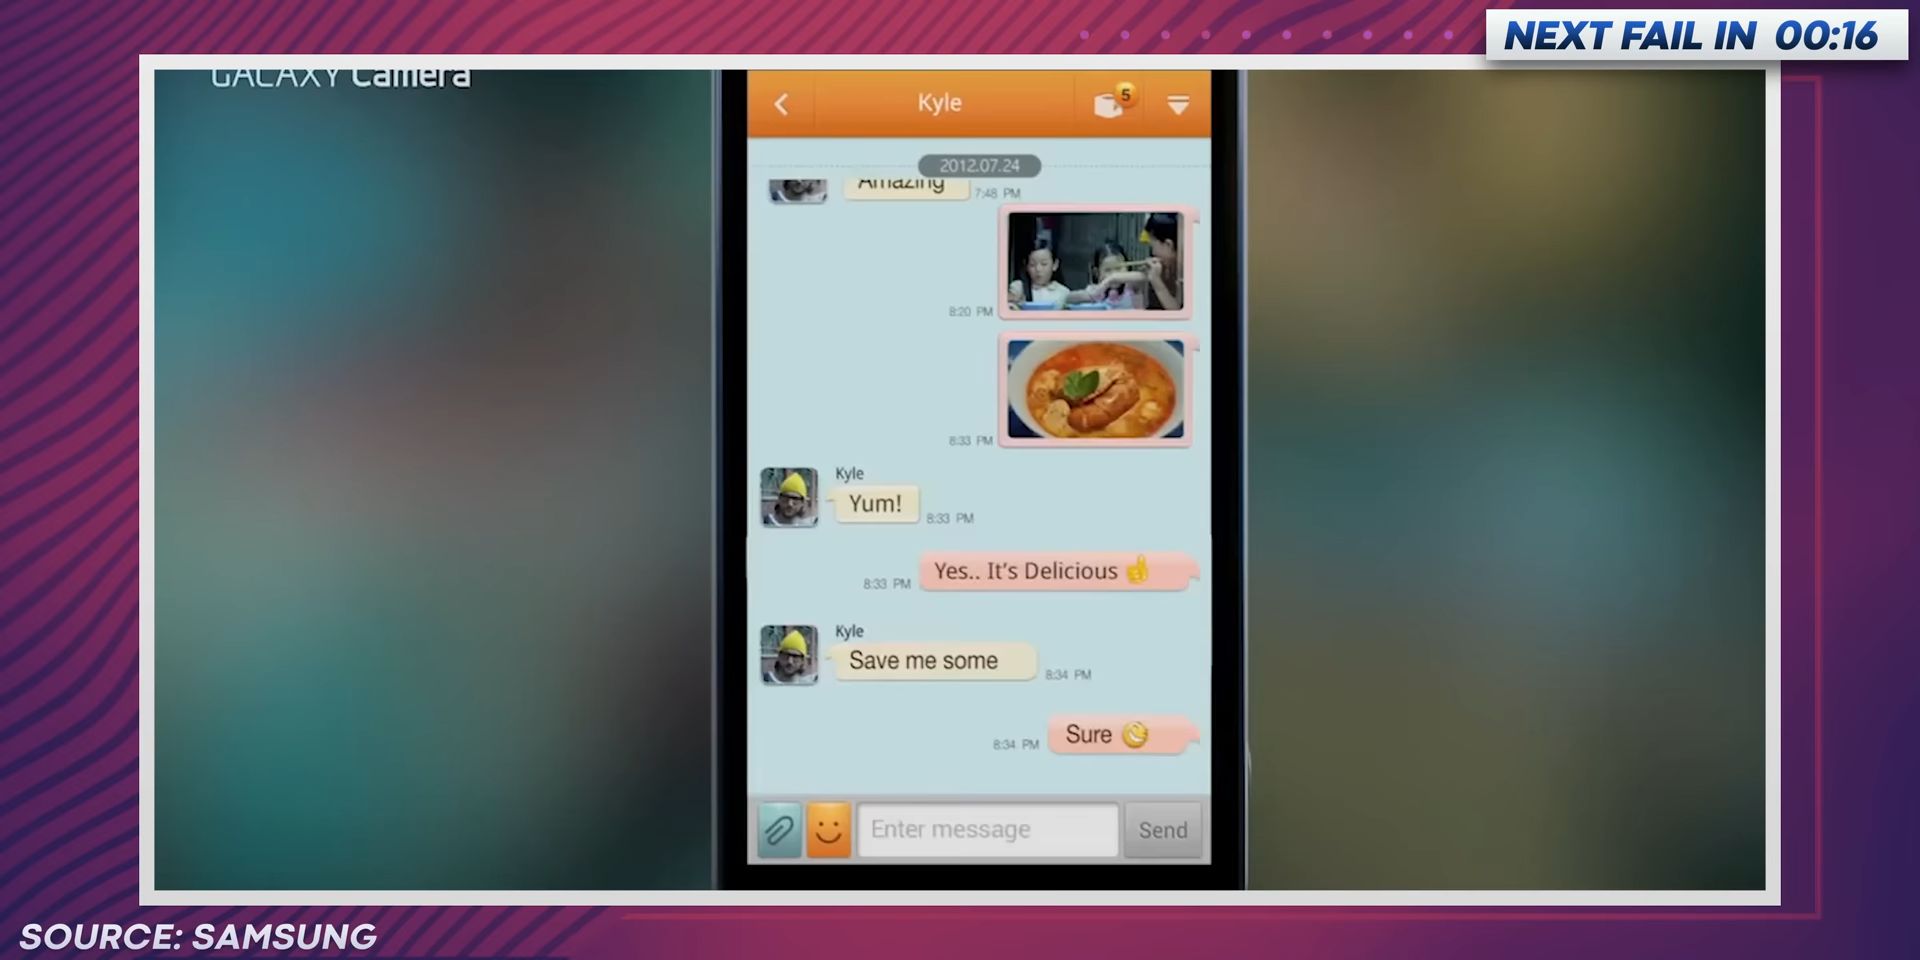 NEXT FAIL IN 00:16
GALAXY Camera
Kyle
5
2012.07.24
Amazing
7:48 PM
8:20 PM
8:33 PM
Kyle
Yum!
8:33 PM
Yes.. It's Delicious
8:33 PM
Kyle
Save me some
8:34 PM
Sure
8:34 PM
Enter message
Send
SOURCE: SAMSUNG